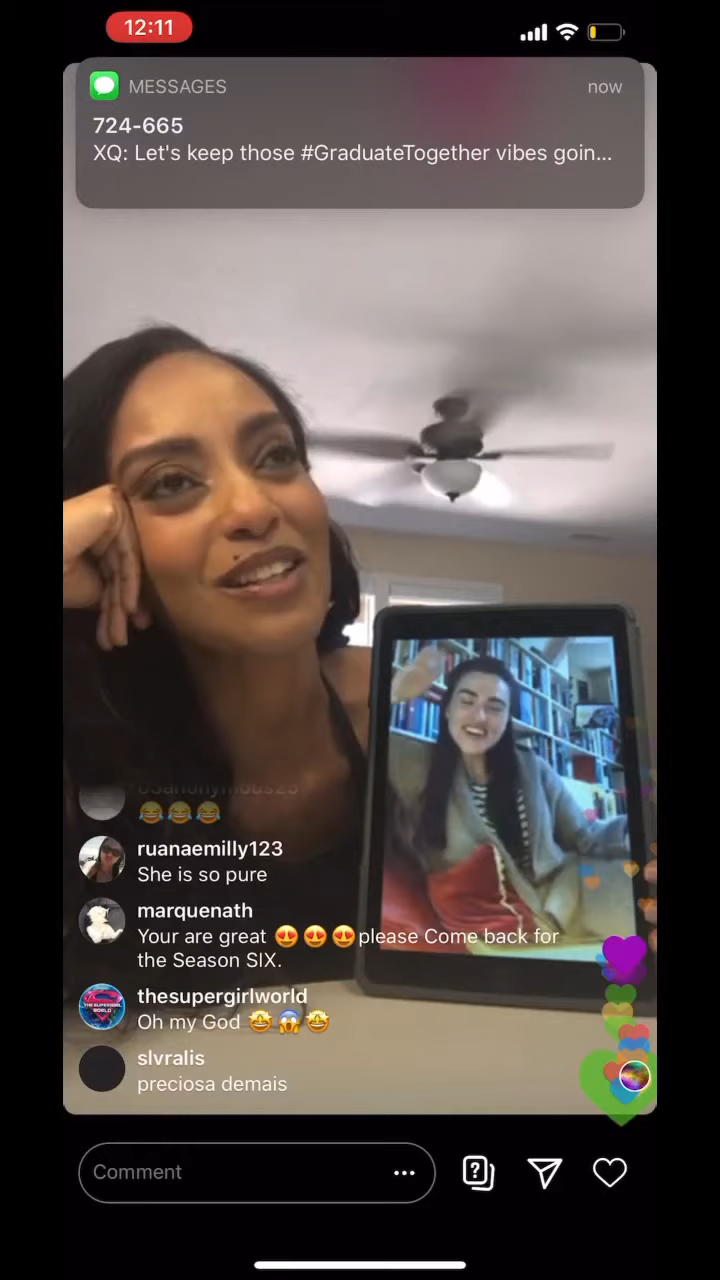 12:11
MESSAGES
now
724-665
XQ: Let's keep those #GraduateTogether vibes goin...
😂😂😂
ruanaemilly123
She is so pure
marquenath
Your are great 😍😍😍please Come back for
the Season SIX.
thesupergirlworld
Oh my God 🤩😱🤩
slvralis
preciosa demais
Comment